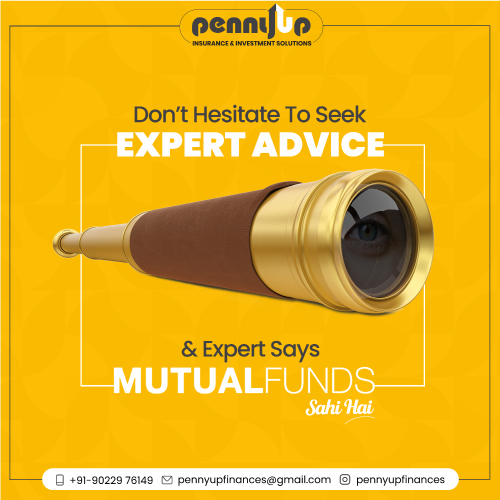 pennyup
INSURANCE & INVESTMENT SOLUTIONS
Don't Hesitate To Seek
EXPERT ADVICE
& Expert Says
MUTUALFUNDS
Sahi Hai
+91-90229 76149 pennyupfinances@gmail.com pennyupfinances